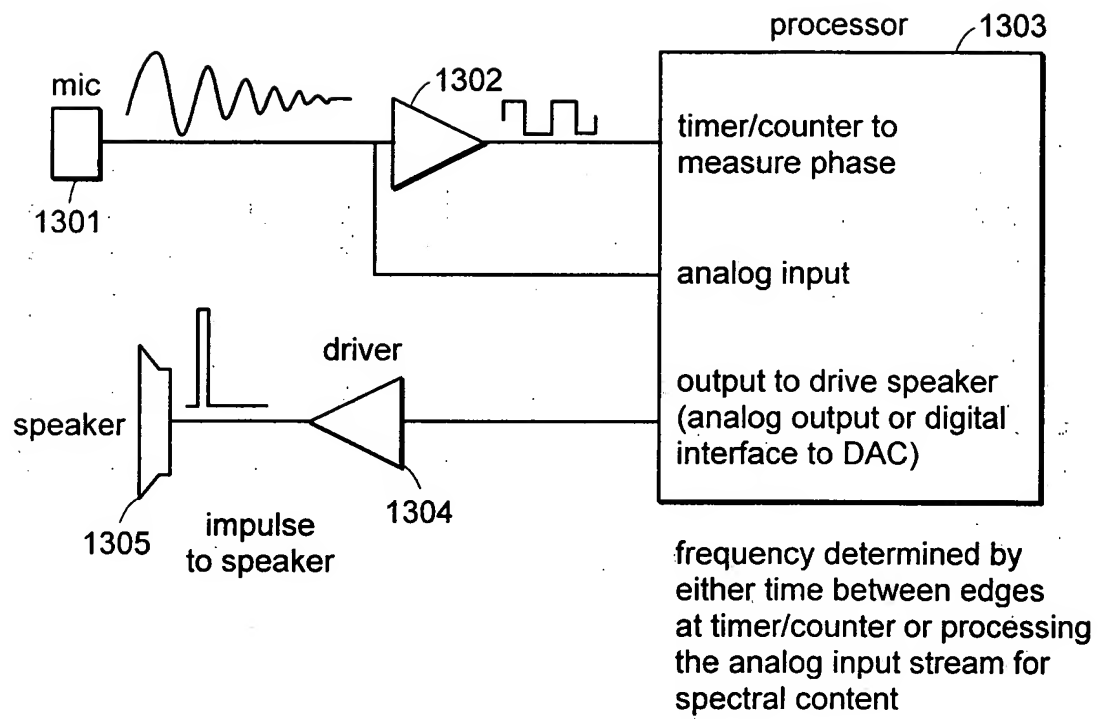 processor
1303
mic
1302
timer/counter to
measure phase
1301
analog input
driver
output to drive speaker
(analog output or digital
interface to DAC)
speaker
1304
1305
impulse
to speaker
frequency determined by
either time between edges
at timer/counter or processing
the analog input stream for
spectral content